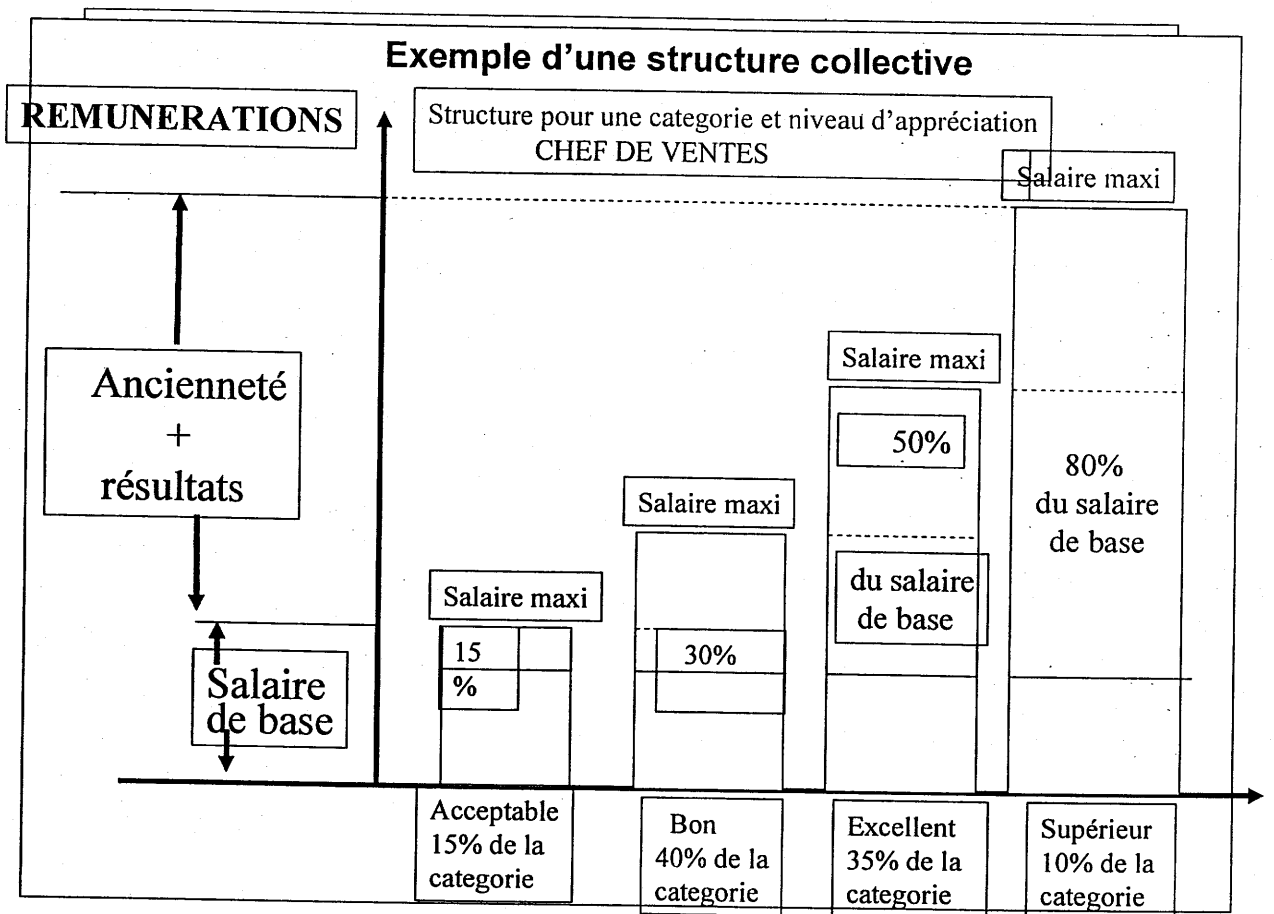 Exemple d'une structure collective
REMUNERATIONS
Structure pour une categorie et niveau d'appréciation
CHEF DE VENTES
Salaire maxi
Ancienneté
+
résultats
Salaire
de base
Salaire maxi
15
%
Salaire maxi
30%
Salaire maxi
50%
du salaire
de base
80%
du salaire
de base
Acceptable
15% de la
categorie
Bon
40% de la
categorie
Excellent
35% de la
categorie
Supérieur
10% de la
categorie